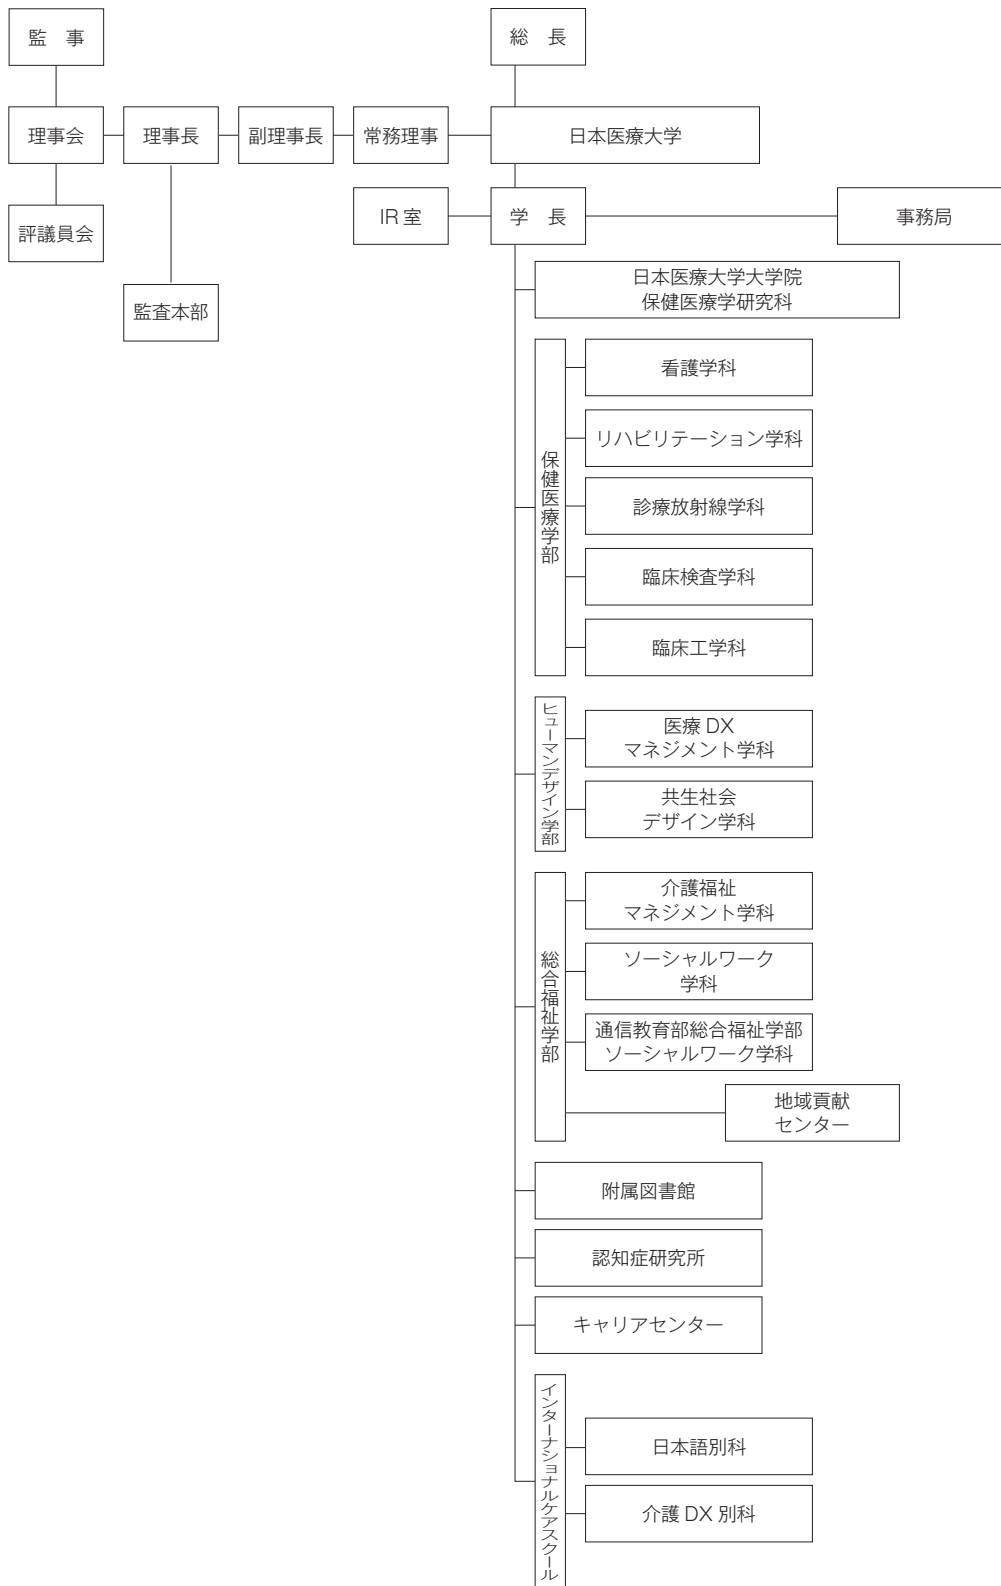 監　事
総　長
理事会
理事長
副理事長
常務理事
日本医療大学
評議員会
IR 室
学　長
事務局
監査本部
日本医療大学大学院
保健医療学研究科
保健医療学部
看護学科
リハビリテーション学科
診療放射線学科
臨床検査学科
臨床工学科
ヒューマンデザイン学部
医療 DX
マネジメント学科
共生社会
デザイン学科
総合福祉学部
介護福祉
マネジメント学科
ソーシャルワーク
学科
通信教育部総合福祉学部
ソーシャルワーク学科
地域貢献
センター
附属図書館
認知症研究所
キャリアセンター
インターナショナルケアスクール
日本語別科
介護 DX 別科